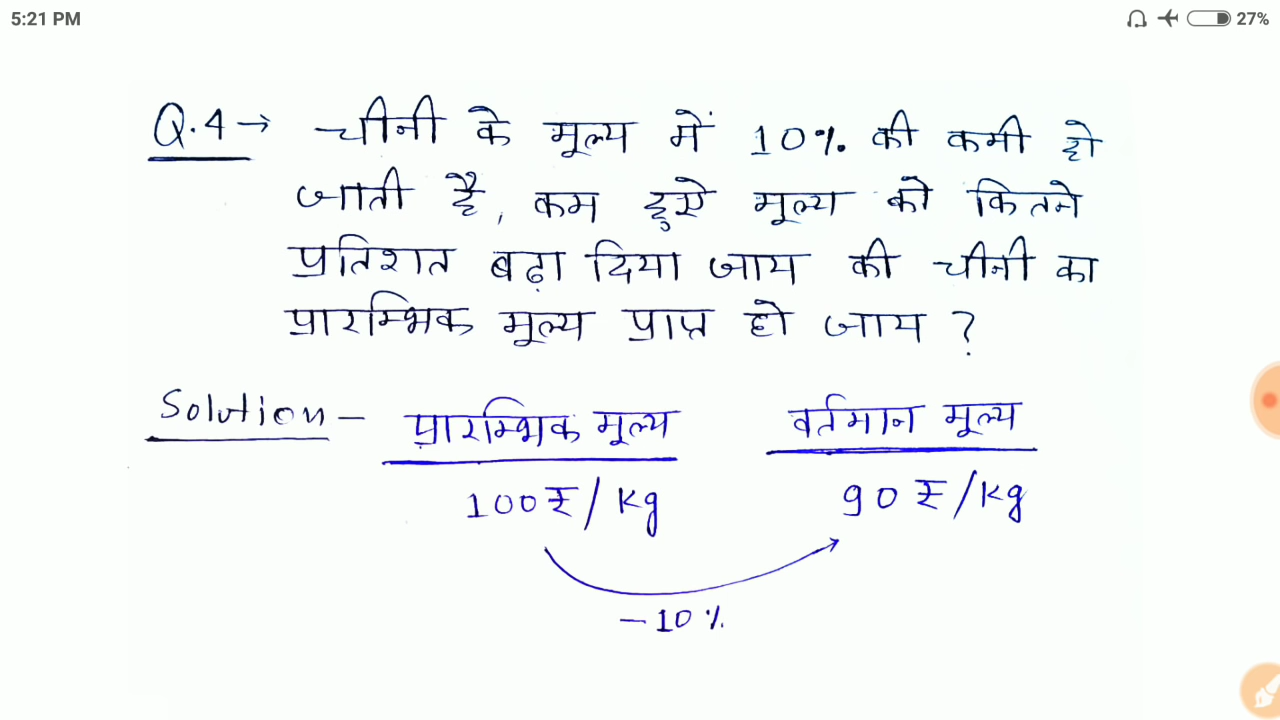 5:21 PM 27%
Q.4→ चीनी के मूल्य में 10% की कमी हो
जाती है, कम हुऐ मूल्य को कितने
प्रतिशत बढ़ा दिया जाय की चीनी का
प्रारम्भिक मूल्य प्राप्त हो जाय ?
Solution – प्रारम्भिक मूल्य वर्तमान मूल्य
100₹/kg 90₹/kg
– 10%